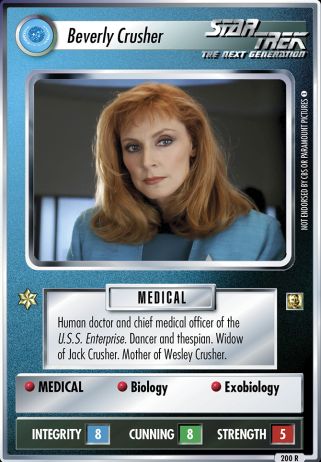 Beverly Crusher
STAR TREK
THE NEXT GENERATION
NOT ENDORSED BY CBS OR PARAMOUNT PICTURES
MEDICAL
Human doctor and chief medical officer of the
U.S.S. Enterprise. Dancer and thespian. Widow
of Jack Crusher. Mother of Wesley Crusher.
MEDICAL Biology Exobiology
INTEGRITY 8 CUNNING 8 STRENGTH 5
200 R